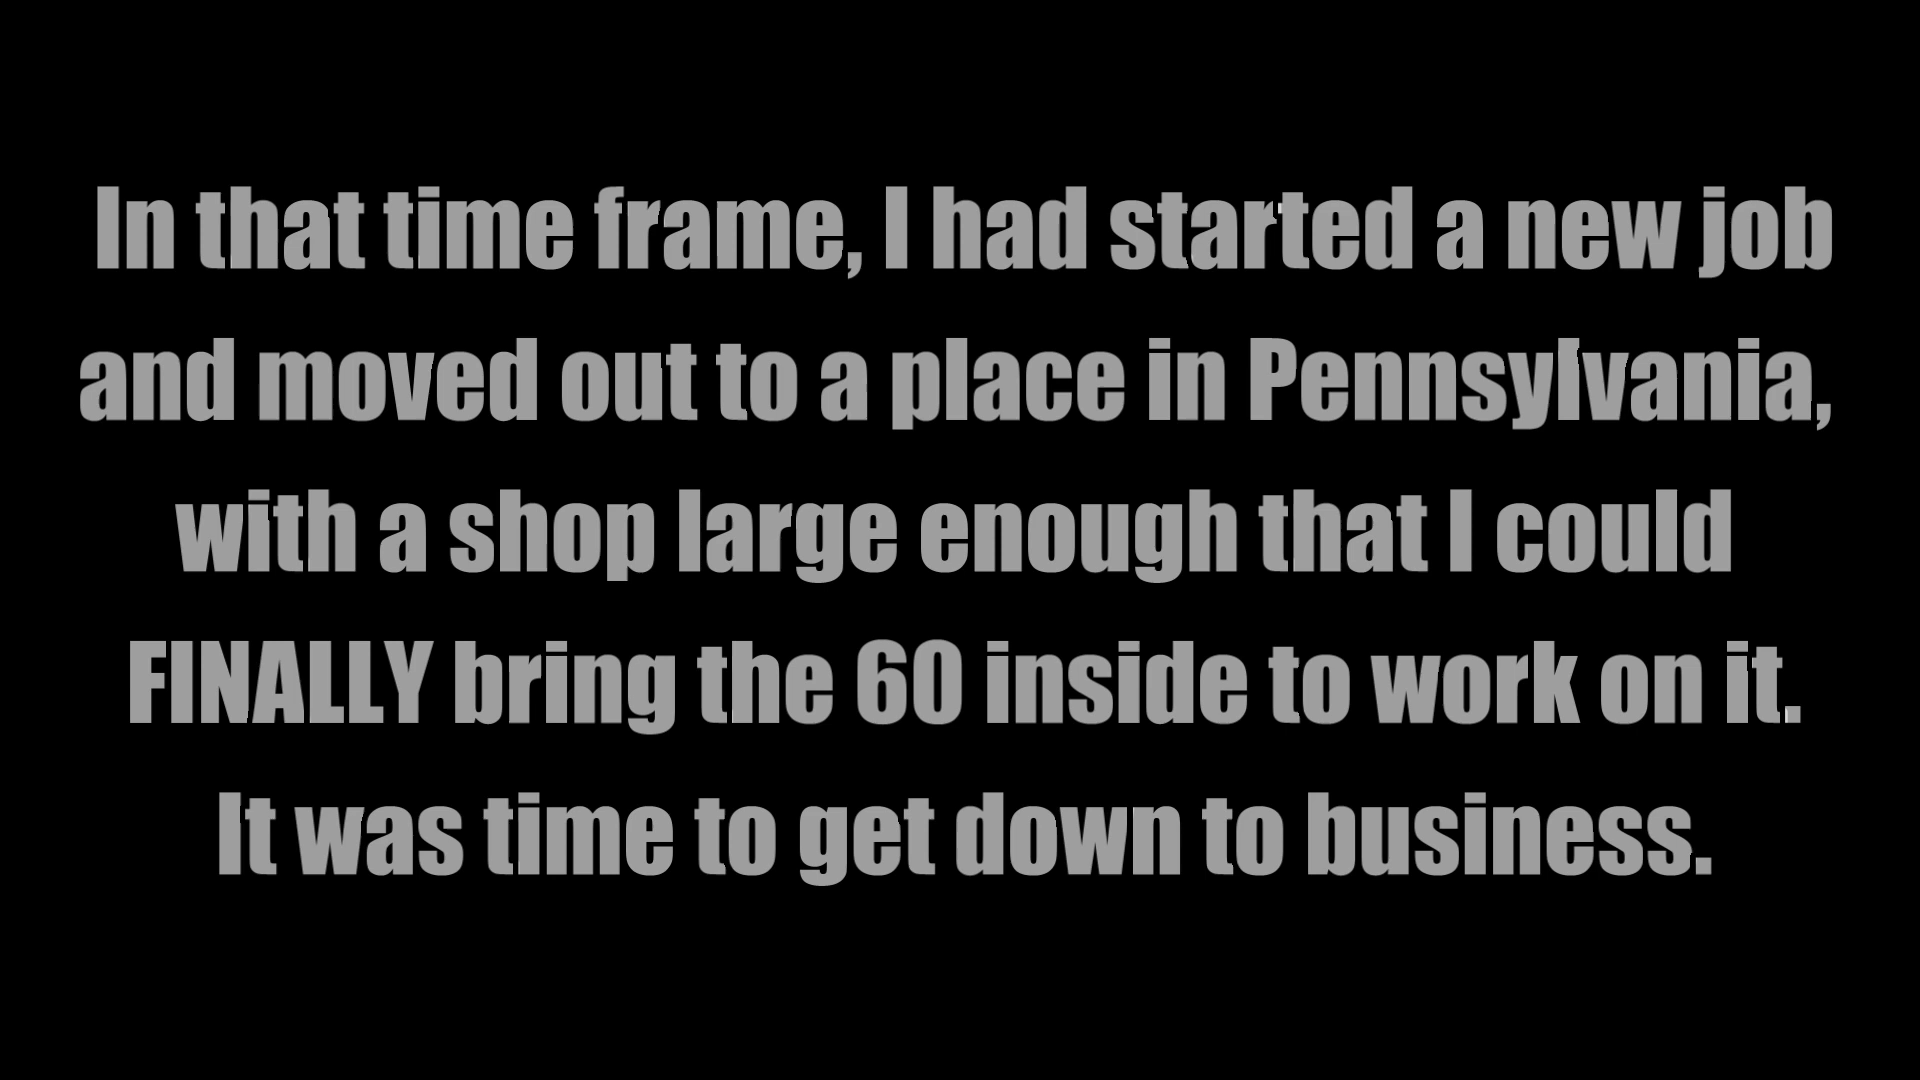 In that time frame, I had started a new job
and moved out to a place in Pennsylvania,
with a shop large enough that I could
FINALLY bring the 60 inside to work on it.
It was time to get down to business.